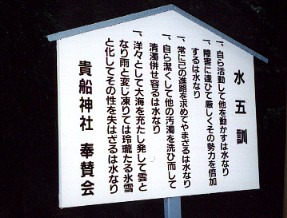 水五訓
一、自ら活動して他を動かすは水なり
一、障害に遭ひて厳しくその勢力を倍加
するは水なり
一、常に己の進路を求めてやまざるは水なり
一、自ら潔くして他の汚濁を洗ひ而して
清濁併せ容るは水なり
一、洋々として大海を充たし発して雲と
なり雨と変じ凍りては玲瓏たる氷雪
と化してその性を失はざるは水なり
貴船神社 奉賛会